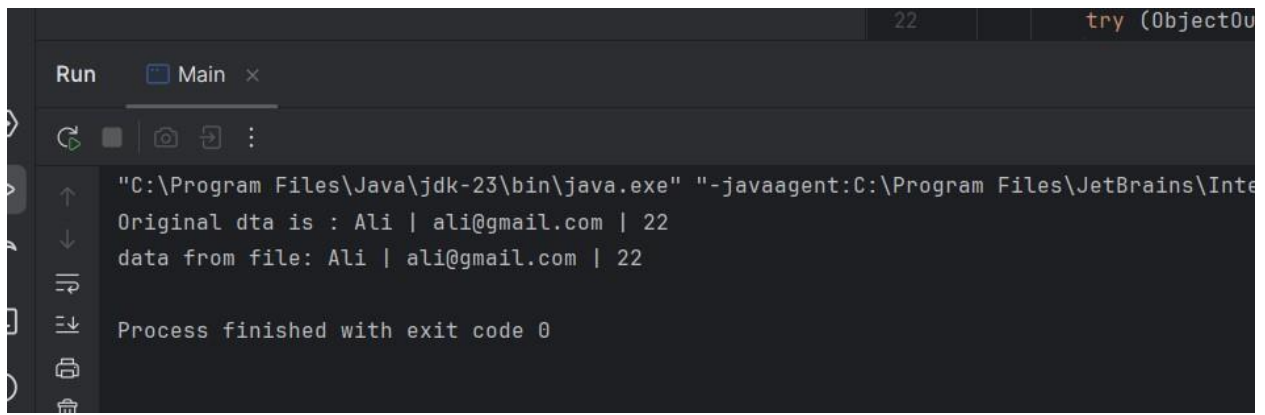 22 try (ObjectOu
Run Main ×
"C:\Program Files\Java\jdk-23\bin\java.exe" "-javaagent:C:\Program Files\JetBrains\Inte
Original dta is : Ali | ali@gmail.com | 22
data from file: Ali | ali@gmail.com | 22
Process finished with exit code 0